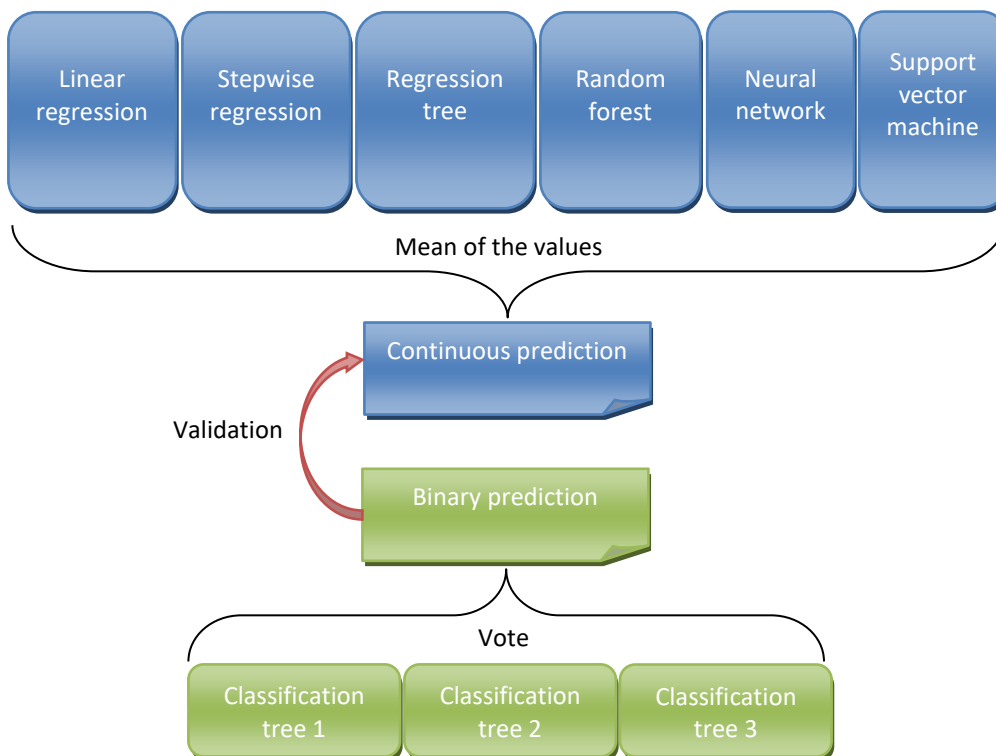 Linear
regression
Stepwise
regression
Regression
tree
Random
forest
Neural
network
Support
vector
machine
Mean of the values
Continuous prediction
Validation
Binary prediction
Vote
Classification
tree 1
Classification
tree 2
Classification
tree 3